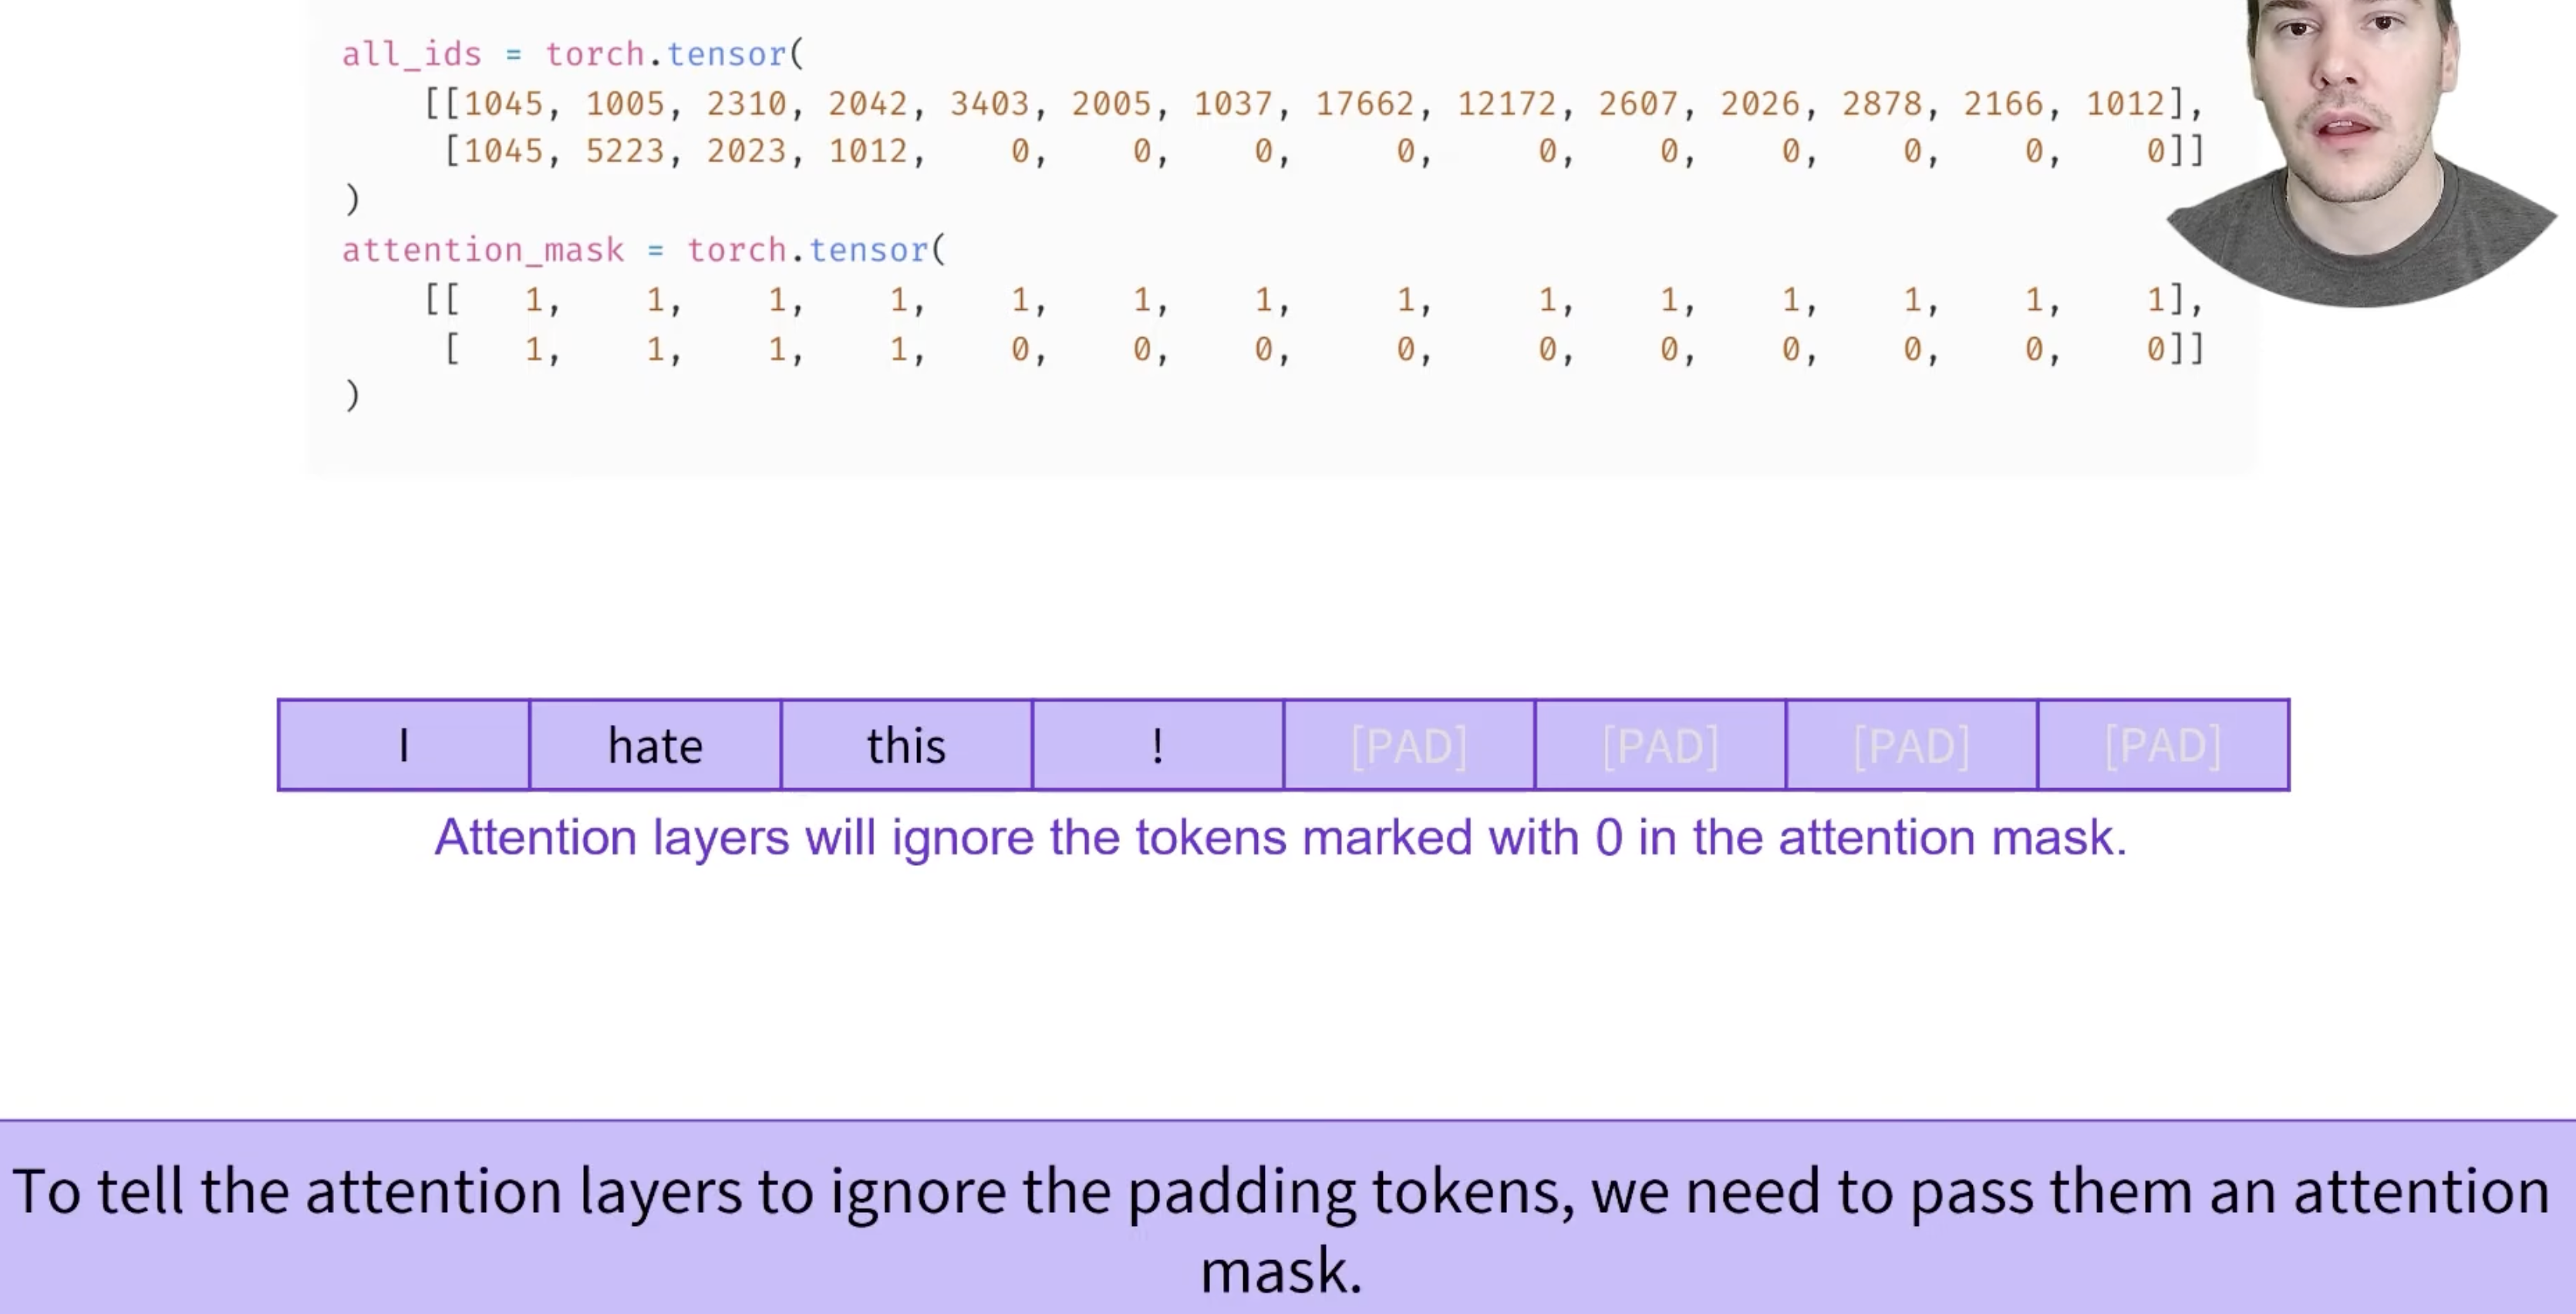 all_ids = torch.tensor(
[[1045, 1005, 2310, 2042, 3403, 2005, 1037, 17662, 12172, 2607, 2026, 2878, 2166, 1012],
[1045, 5223, 2023, 1012, 0, 0, 0, 0, 0, 0, 0, 0, 0, 0]]
)
attention_mask = torch.tensor(
[[ 1, 1, 1, 1, 1, 1, 1, 1, 1, 1, 1, 1, 1, 1],
[ 1, 1, 1, 1, 0, 0, 0, 0, 0, 0, 0, 0, 0, 0]]
)
I hate this ! [PAD] [PAD] [PAD] [PAD]
Attention layers will ignore the tokens marked with 0 in the attention mask.
To tell the attention layers to ignore the padding tokens, we need to pass them an attention
mask.